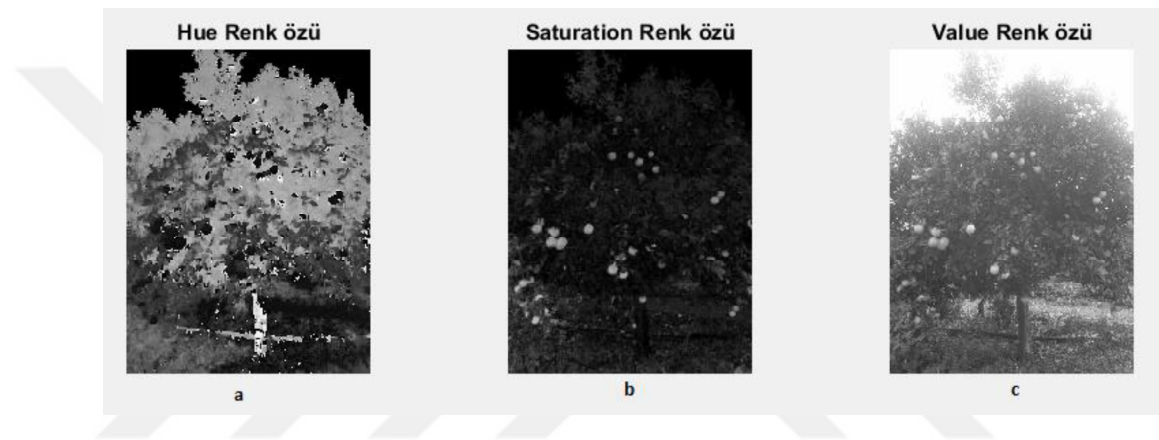 Hue Renk özü
Saturation Renk özü
Value Renk özü
a
b
c